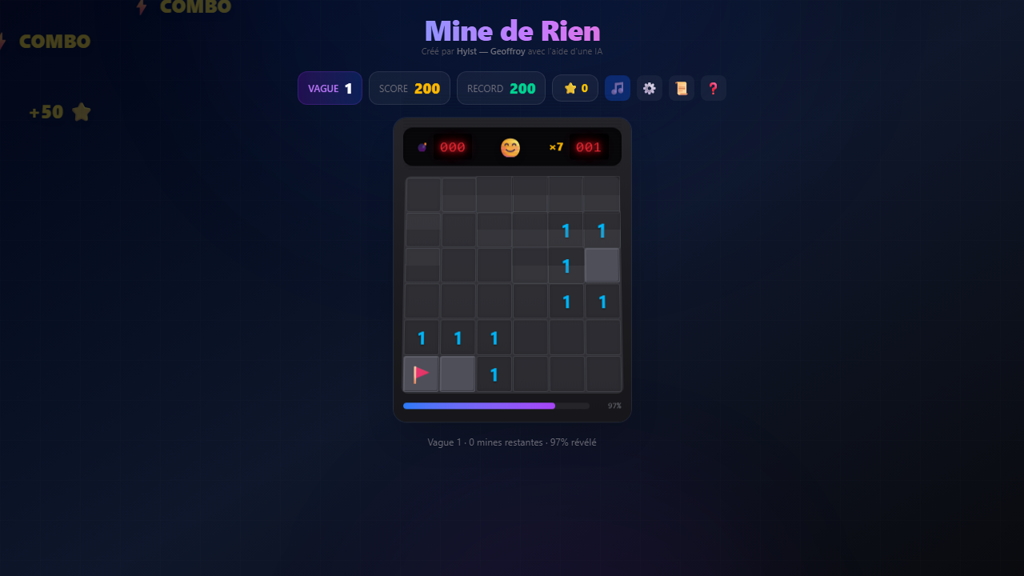 COMBO
COMBO
+50
Mine de Rien
Créé par Hylst — Geoffroy avec l'aide d'une IA
VAGUE 1 SCORE 200 RECORD 200 0 ?
000 ×7 001
1 1
1
1 1
1 1 1
1
97%
Vague 1 · 0 mines restantes · 97% révélé